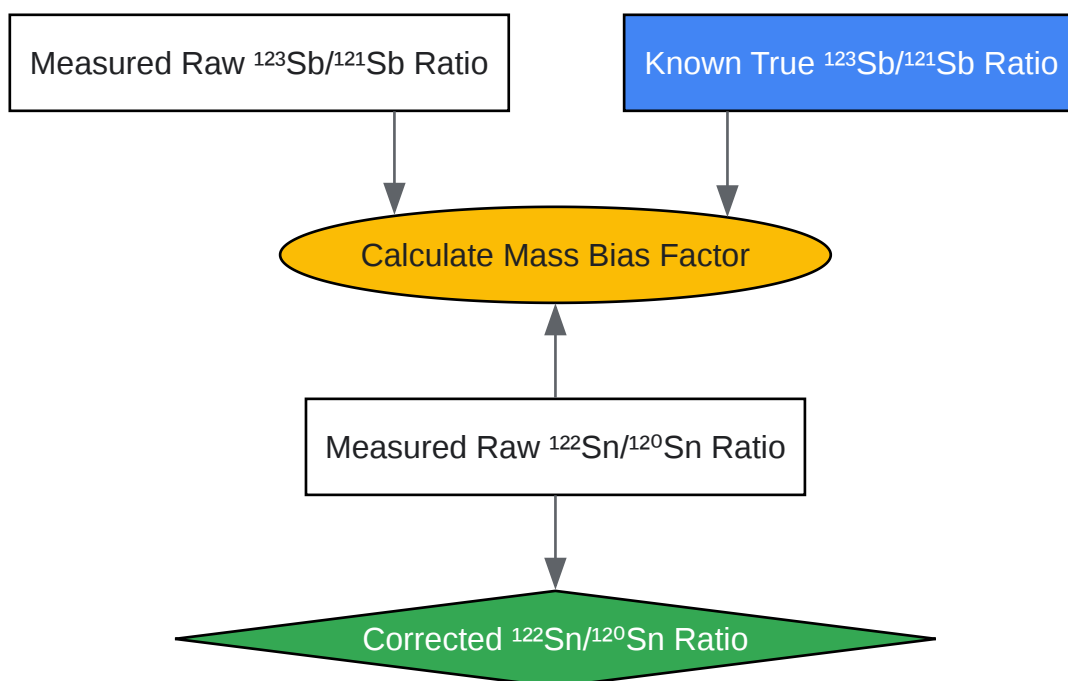 Measured Raw ¹²³Sb/¹²¹Sb Ratio
Known True ¹²³Sb/¹²¹Sb Ratio
Calculate Mass Bias Factor
Measured Raw ¹²²Sn/¹²⁰Sn Ratio
Corrected ¹²²Sn/¹²⁰Sn Ratio